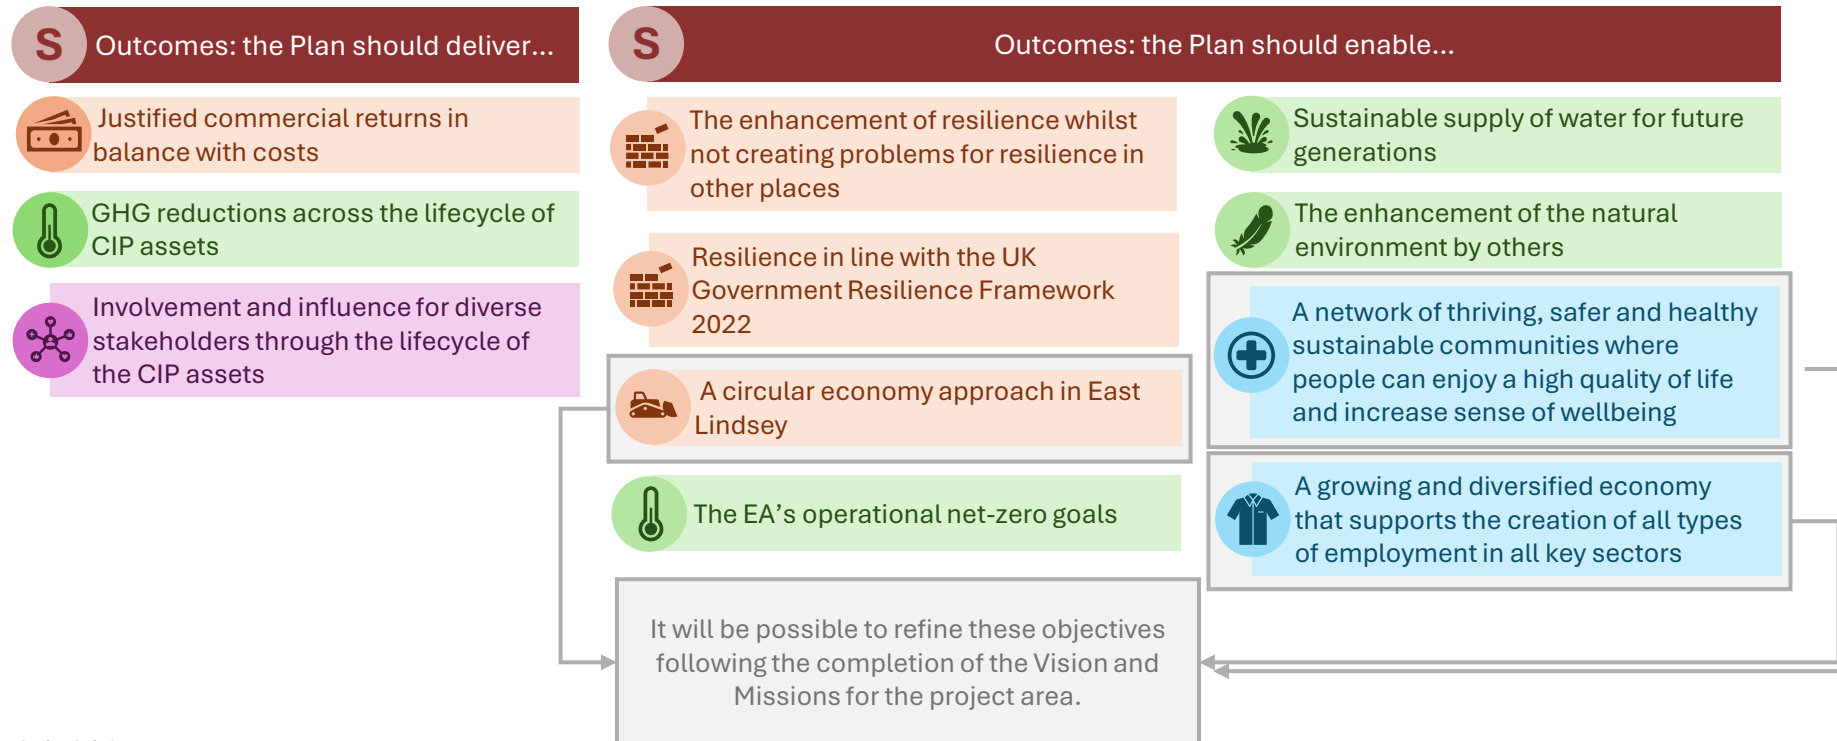 S
Outcomes: the Plan should deliver...
Justified commercial returns in
balance with costs
GHG reductions across the lifecycle of
CIP assets
Involvement and influence for diverse
stakeholders through the lifecycle of
the CIP assets
S
Outcomes: the Plan should enable...
The enhancement of resilience whilst
not creating problems for resilience in
other places
Resilience in line with the UK
Government Resilience Framework
2022
A circular economy approach in East
Lindsey
The EA's operational net-zero goals
Sustainable supply of water for future
generations
The enhancement of the natural
environment by others
A network of thriving, safer and healthy
sustainable communities where
people can enjoy a high quality of life
and increase sense of wellbeing
A growing and diversified economy
that supports the creation of all types
of employment in all key sectors
It will be possible to refine these objectives
following the completion of the Vision and
Missions for the project area.